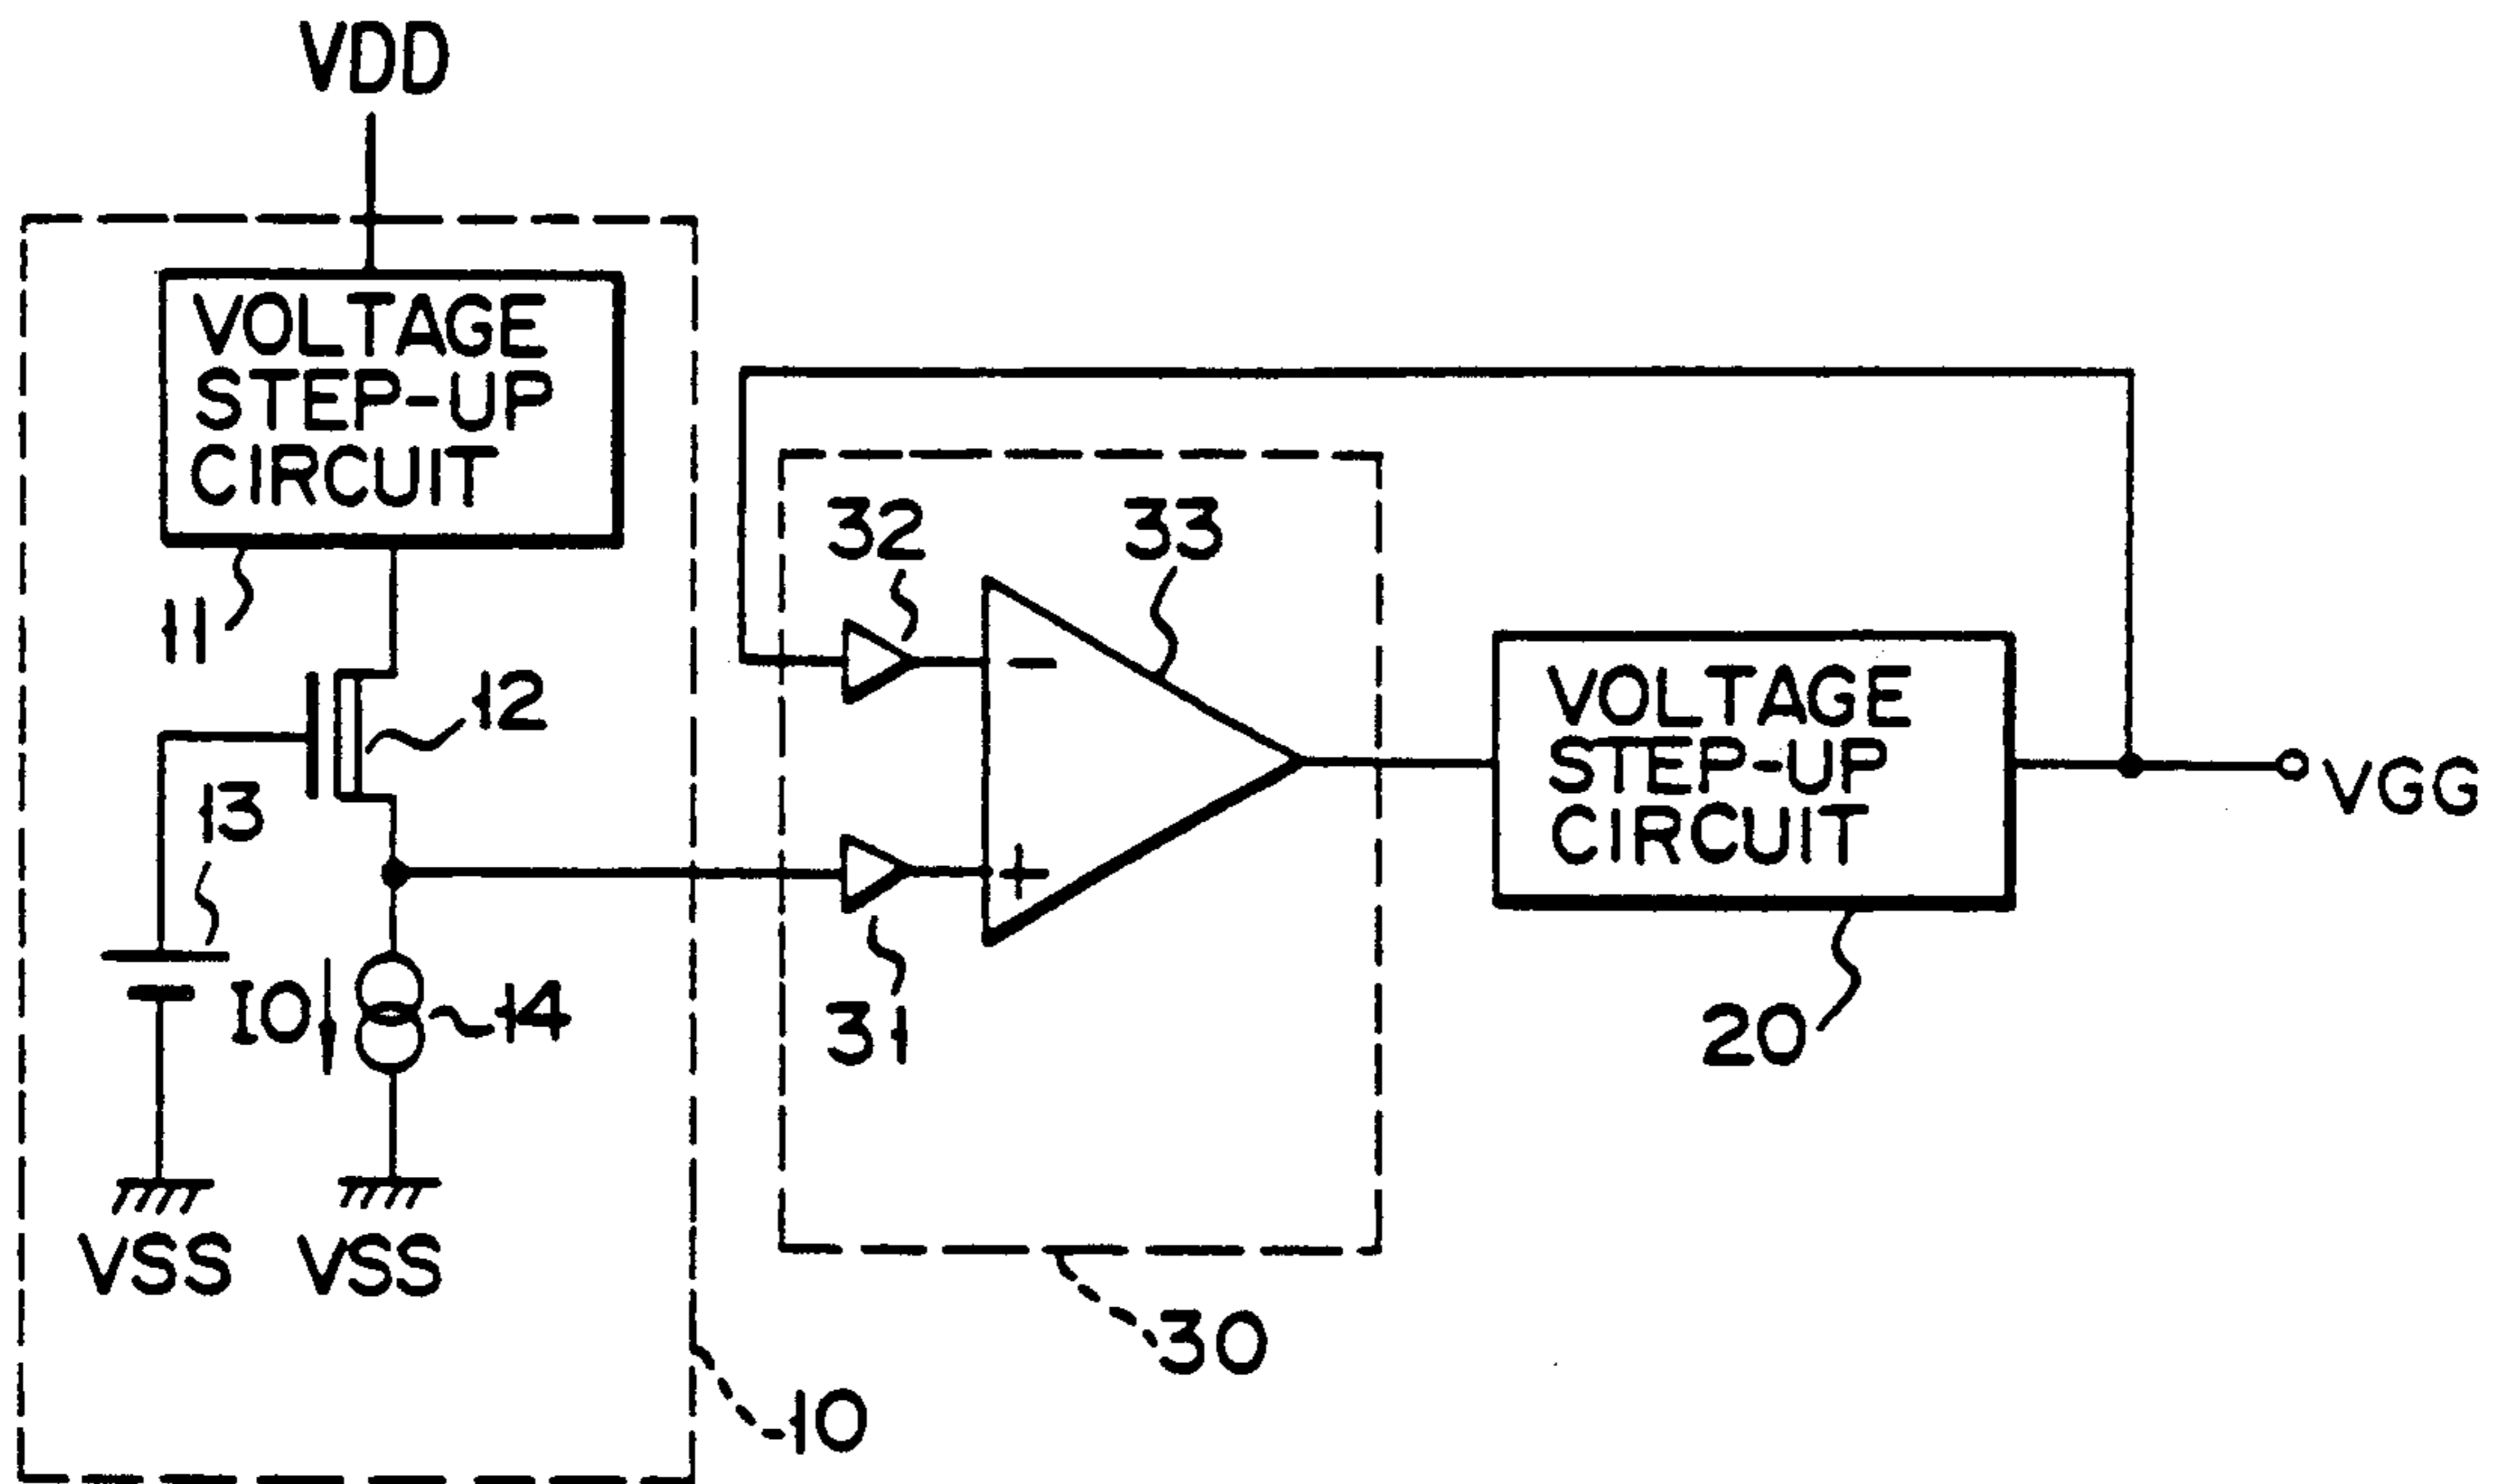 VDD
VOLTAGE
STEP-UP
CIRCUIT
11
12
13
IO
14
VSS
VSS
10
32
33
-
+
31
30
VOLTAGE
STEP-UP
CIRCUIT
20
VGG